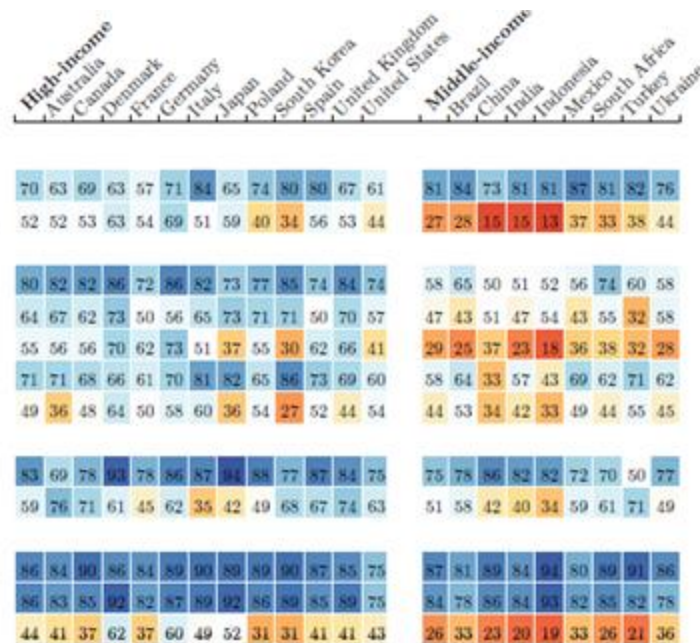 High-income Australia Canada Denmark France Germany Italy Japan Poland South Korea Spain United Kingdom United States Middle-income Brazil China India Indonesia Mexico South Africa Turkey Ukraine
70 63 69 63 57 71 84 65 74 80 80 67 61 81 84 73 81 81 87 81 82 76
52 52 53 63 54 69 51 59 40 34 56 53 44 27 28 15 15 13 37 33 38 44
80 82 82 86 72 86 82 73 77 85 74 84 74 58 65 50 51 52 56 74 60 58
64 67 62 73 50 56 65 73 71 71 50 70 57 47 43 51 47 54 43 55 32 58
55 56 56 70 62 73 51 37 55 30 62 66 41 29 25 37 23 18 36 38 32 28
71 71 68 66 61 70 81 82 65 86 73 69 60 58 64 33 57 43 69 62 71 62
49 36 48 64 50 58 60 36 54 27 52 44 54 44 53 34 42 33 49 44 55 45
83 69 78 93 78 86 87 94 88 77 87 84 75 75 78 86 82 82 72 70 50 77
59 76 71 61 45 62 35 42 49 68 67 74 63 51 58 42 40 34 59 61 71 49
86 84 90 86 84 89 90 89 89 90 87 85 75 87 81 89 84 94 80 89 91 86
86 83 85 92 82 87 89 92 86 89 85 89 77 84 78 86 84 93 82 85 82 78
44 41 37 62 37 60 49 52 31 31 41 41 43 26 33 23 20 19 33 26 21 36